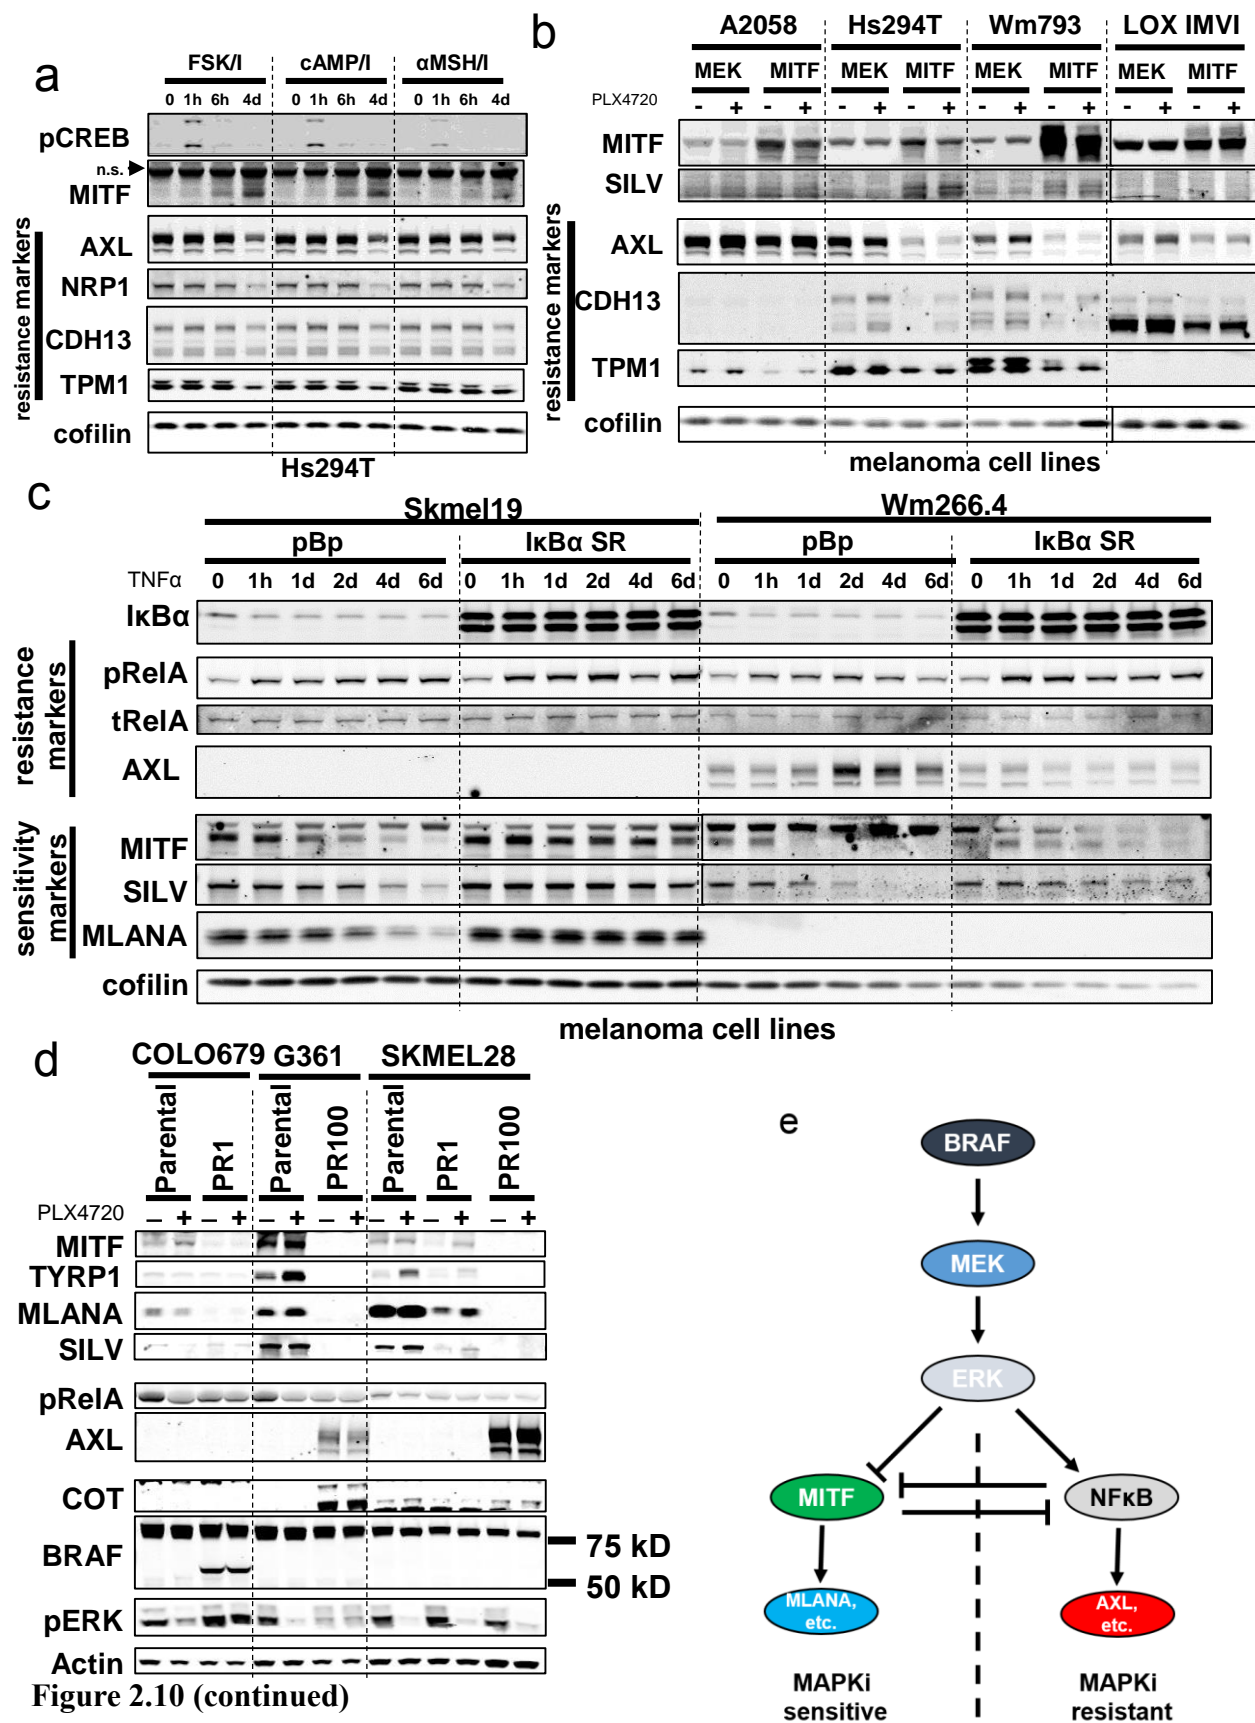 a
FSK/I cAMP/I αMSH/I
0 1h 6h 4d 0 1h 6h 4d 0 1h 6h 4d
pCREB
n.s.
MITF
resistance markers
AXL
NRP1
CDH13
TPM1
cofilin
Hs294T
b
A2058 Hs294T Wm793 LOX IMVI
MEK MITF MEK MITF MEK MITF MEK MITF
PLX4720 - + - + - + - + - + - + - + - +
MITF
SILV
resistance markers
AXL
CDH13
TPM1
cofilin
melanoma cell lines
c
Skmel19 Wm266.4
pBp IκBα SR pBp IκBα SR
TNFα 0 1h 1d 2d 4d 6d 0 1h 1d 2d 4d 6d 0 1h 1d 2d 4d 6d 0 1h 1d 2d 4d 6d
IκBα
resistance
markers
pRelA
tRelA
AXL
sensitivity
markers
MITF
SILV
MLANA
cofilin
melanoma cell lines
d
COLO679 G361 SKMEL28
Parental PR1 Parental PR100 Parental PR1 PR100
PLX4720 – + – + – + – + – + – + – +
MITF
TYRP1
MLANA
SILV
pRelA
AXL
COT
BRAF
75 kD
50 kD
pERK
Actin
e
BRAF
MEK
ERK
MITF NFκB
MLANA,
etc.
AXL,
etc.
MAPKi
sensitive
MAPKi
resistant
Figure 2.10 (continued)